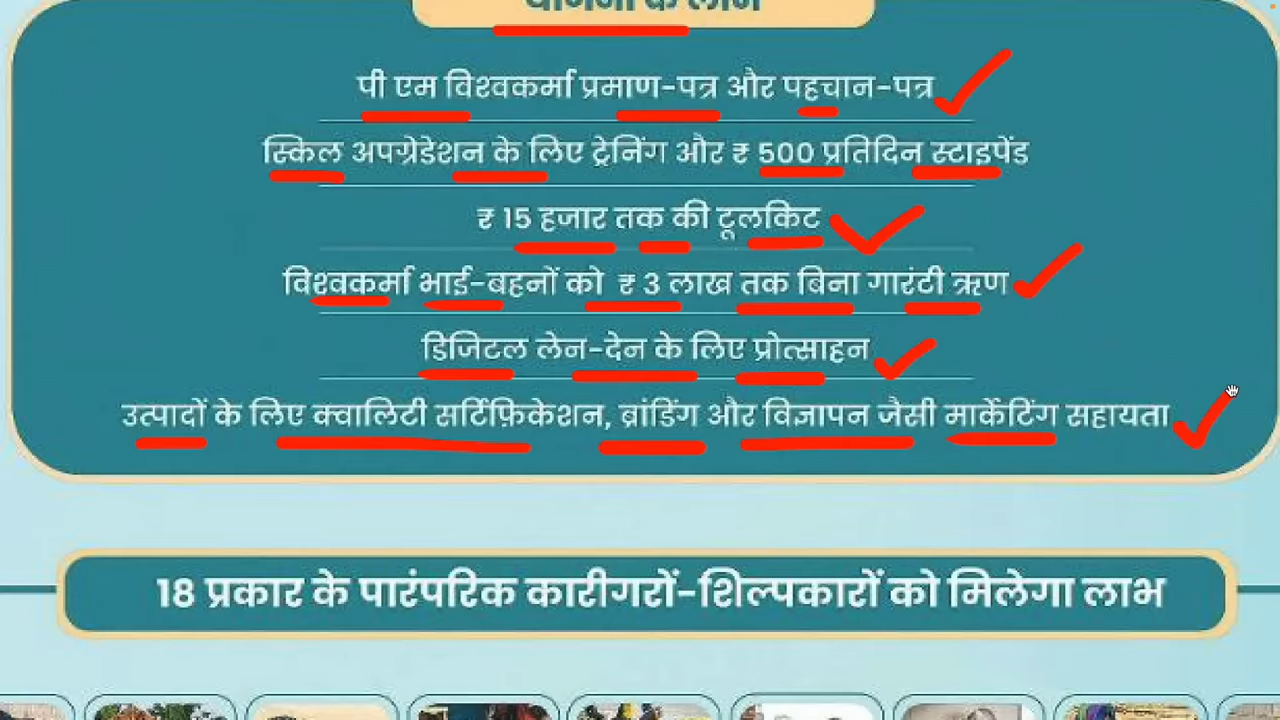 योजना के लाभ
पी एम विश्वकर्मा प्रमाण-पत्र और पहचान-पत्र
स्किल अपग्रेडेशन के लिए ट्रेनिंग और ₹ 500 प्रतिदिन स्टाइपेंड
₹ 15 हजार तक की टूलकिट
विश्वकर्मा भाई-बहनों को ₹ 3 लाख तक बिना गारंटी ऋण
डिजिटल लेन-देन के लिए प्रोत्साहन
उत्पादों के लिए क्वालिटी सर्टिफ़िकेशन, ब्रांडिंग और विज्ञापन जैसी मार्केटिंग सहायता
18 प्रकार के पारंपरिक कारीगरों-शिल्पकारों को मिलेगा लाभ